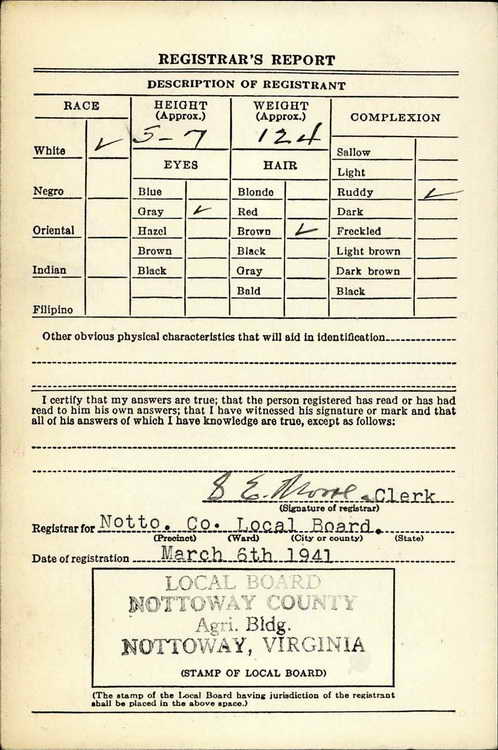 REGISTRAR'S REPORT
DESCRIPTION OF REGISTRANT
RACE
HEIGHT (Approx.)
WEIGHT (Approx.)
COMPLEXION
5-7
124
White ✓
EYES
HAIR
Sallow
Light
Negro
Blue
Blonde
Ruddy ✓
Gray ✓
Red
Dark
Oriental
Hazel
Brown ✓
Freckled
Brown
Black
Light brown
Indian
Black
Gray
Dark brown
Bald
Black
Filipino
Other obvious physical characteristics that will aid in identification
I certify that my answers are true; that the person registered has read or has had
read to him his own answers; that I have witnessed his signature or mark and that
all of his answers of which I have knowledge are true, except as follows:
S E. Moore, Clerk
(Signature of registrar)
Registrar for Notto. Co. Local Board.
(Precinct) (Ward) (City or county) (State)
Date of registration March 6th 1941
LOCAL BOARD
NOTTOWAY COUNTY
Agri. Bldg.
NOTTOWAY, VIRGINIA
(STAMP OF LOCAL BOARD)
(The stamp of the Local Board having jurisdiction of the registrant
shall be placed in the above space.)